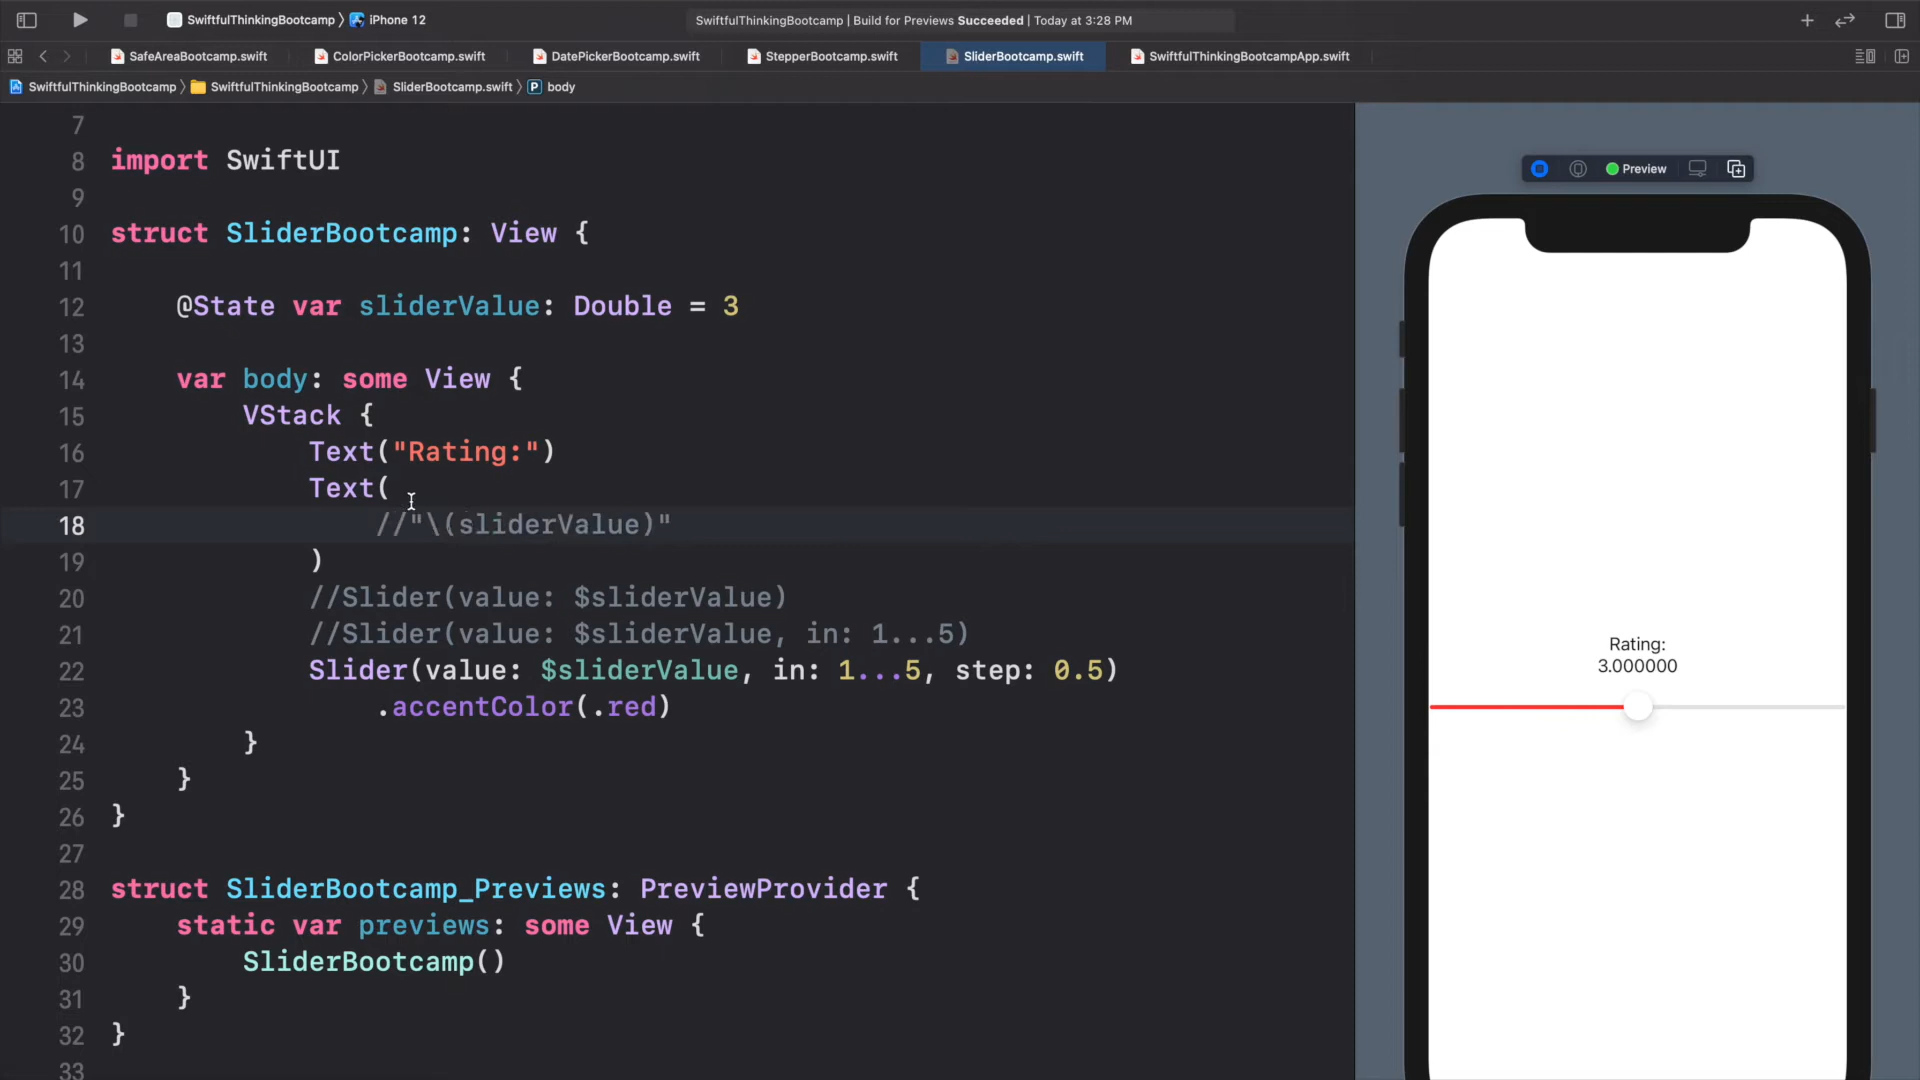 SwiftfulThinkingBootcamp 〉 iPhone 12
SwiftfulThinkingBootcamp | Build for Previews Succeeded | Today at 3:28 PM
SafeAreaBootcamp.swift
ColorPickerBootcamp.swift
DatePickerBootcamp.swift
StepperBootcamp.swift
SliderBootcamp.swift
SwiftfulThinkingBootcampApp.swift
SwiftfulThinkingBootcamp 〉 SwiftfulThinkingBootcamp 〉 SliderBootcamp.swift 〉 P body
7
8 import SwiftUI
9
10 struct SliderBootcamp: View {
11
12 @State var sliderValue: Double = 3
13
14 var body: some View {
15 VStack {
16 Text("Rating:")
17 Text(
18 //"\(sliderValue)"
19 )
20 //Slider(value: $sliderValue)
21 //Slider(value: $sliderValue, in: 1...5)
22 Slider(value: $sliderValue, in: 1...5, step: 0.5)
23 .accentColor(.red)
24 }
25 }
26 }
27
28 struct SliderBootcamp_Previews: PreviewProvider {
29 static var previews: some View {
30 SliderBootcamp()
31 }
32 }
33
Preview
Rating:
3.000000